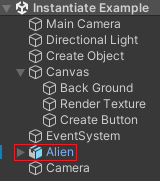 Instantiate Example
Main Camera
Directional Light
Create Object
Canvas
Back Ground
Render Texture
Create Button
EventSystem
Alien
Camera